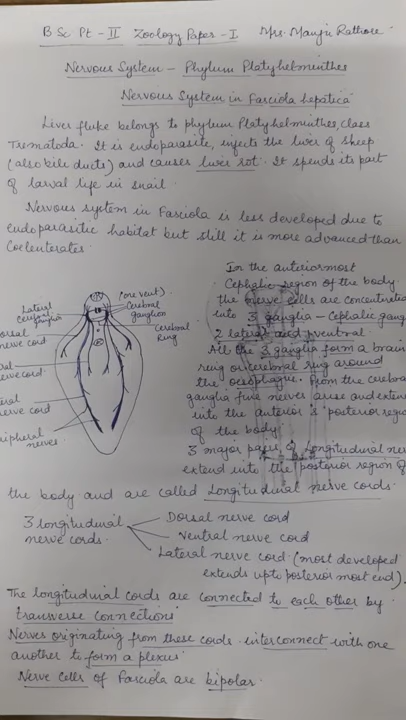 B Sc Pt - II Zoology Paper - I Mrs. Manju Rathore
Nervous System - Phylum Platyhelminthes
Nervous System in Fasciola hepatica
Liver fluke belongs to phylum Platyhelminthes, class
Trematoda. It is endoparasite, infects the liver of sheep
(also bile ducts) and causes liver rot. It spends its part
of larval life in snail.
Nervous system in Fasciola is less developed due to
endoparasitic habitat but still it is more advanced than
Coelenterates.
In the anteriormost
Cephalic region of the body
the nerve cells are concentrated
into 3 ganglia - Cephalic gang
2 lateral and 1 ventral.
All the 3 ganglia form a brain
ring or cerebral ring around
the oesophagus. From the cerebral
ganglia fine nerves arise and extend
into the anterior & posterior region
of the body
3 major pairs of longitudinal nerve
extend into the posterior region of
the body and are called Longitudinal nerve cords.
Lateral
Cerebral
ganglia
(one vent)
Cerebral
ganglion
Cerebral
Ring
Dorsal
nerve cord
nerve cord
nerve cord
peripheral
nerves
3 longitudinal
nerve cords.
Dorsal nerve cord
Ventral nerve cord
Lateral nerve cord (most developed
extends upto posterior most end).
The longitudinal cords are connected to each other by
transverse connections
Nerves originating from these cords interconnect with one
another to form a plexus.
Nerve cells of Fasciola are bipolar.